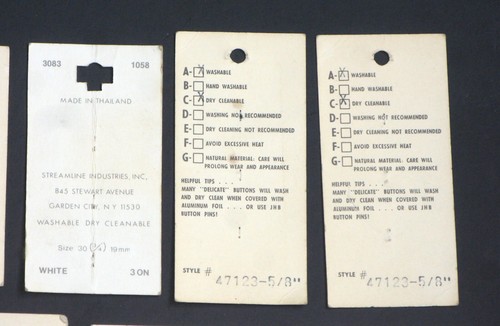 3083 1058
MADE IN THAILAND
STREAMLINE INDUSTRIES, INC.
845 STEWART AVENUE
GARDEN CITY, N.Y. 11530
WASHABLE DRY CLEANABLE
Size: 30 (3/4) 19mm
WHITE 3 ON
A- X WASHABLE
B- HAND WASHABLE
C- X DRY CLEANABLE
D- WASHING NOT RECOMMENDED
E- DRY CLEANING NOT RECOMMENDED
F- AVOID EXCESSIVE HEAT
G- NATURAL MATERIAL: CARE WILL
PROLONG WEAR AND APPEARANCE
HELPFUL TIPS . . . .
MANY "DELICATE" BUTTONS WILL WASH
AND DRY CLEAN WHEN COVERED WITH
ALUMINUM FOIL . . . OR USE JHB
BUTTON PINS!
STYLE # 47123-5/8"
A- X WASHABLE
B- HAND WASHABLE
C- X DRY CLEANABLE
D- WASHING NOT RECOMMENDED
E- DRY CLEANING NOT RECOMMENDED
F- AVOID EXCESSIVE HEAT
G- NATURAL MATERIAL: CARE WILL
PROLONG WEAR AND APPEARANCE
HELPFUL TIPS . . . .
MANY "DELICATE" BUTTONS WILL WASH
AND DRY CLEAN WHEN COVERED WITH
ALUMINUM FOIL . . . OR USE JHB
BUTTON PINS!
STYLE # 47123-5/8"